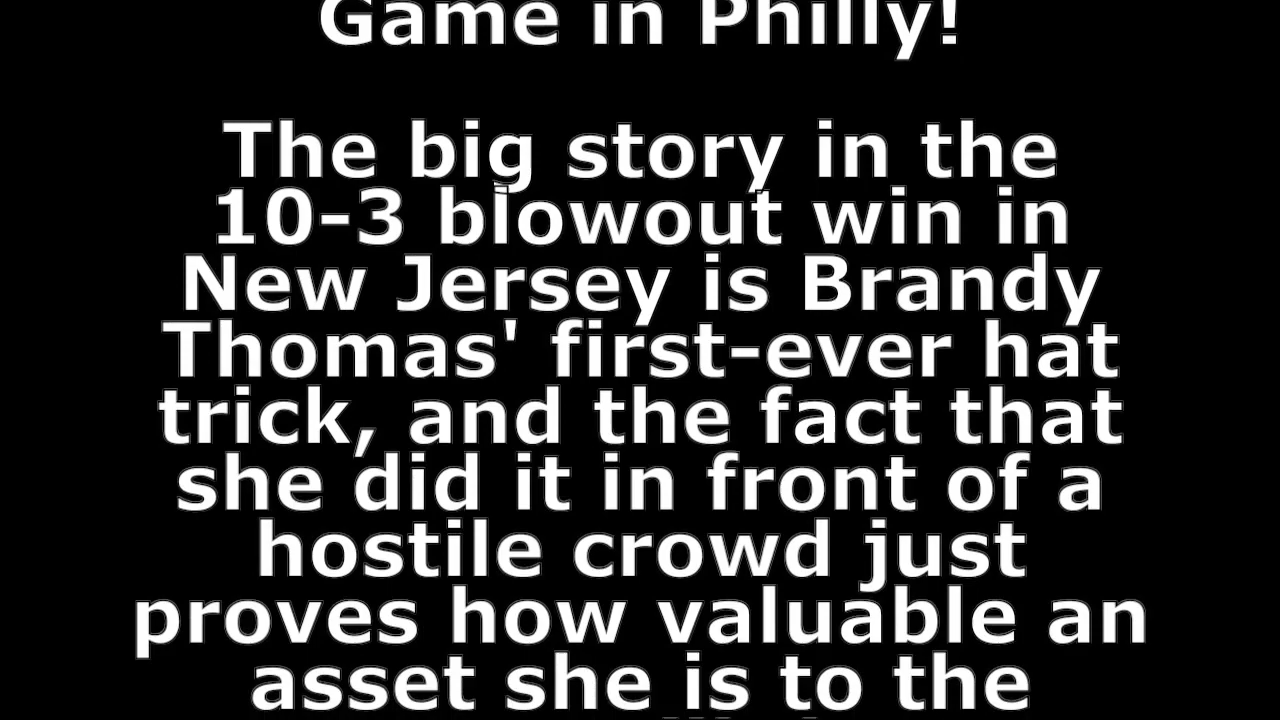 Game in Philly!
The big story in the
10-3 blowout win in
New Jersey is Brandy
Thomas' first-ever hat
trick, and the fact that
she did it in front of a
hostile crowd just
proves how valuable an
asset she is to the